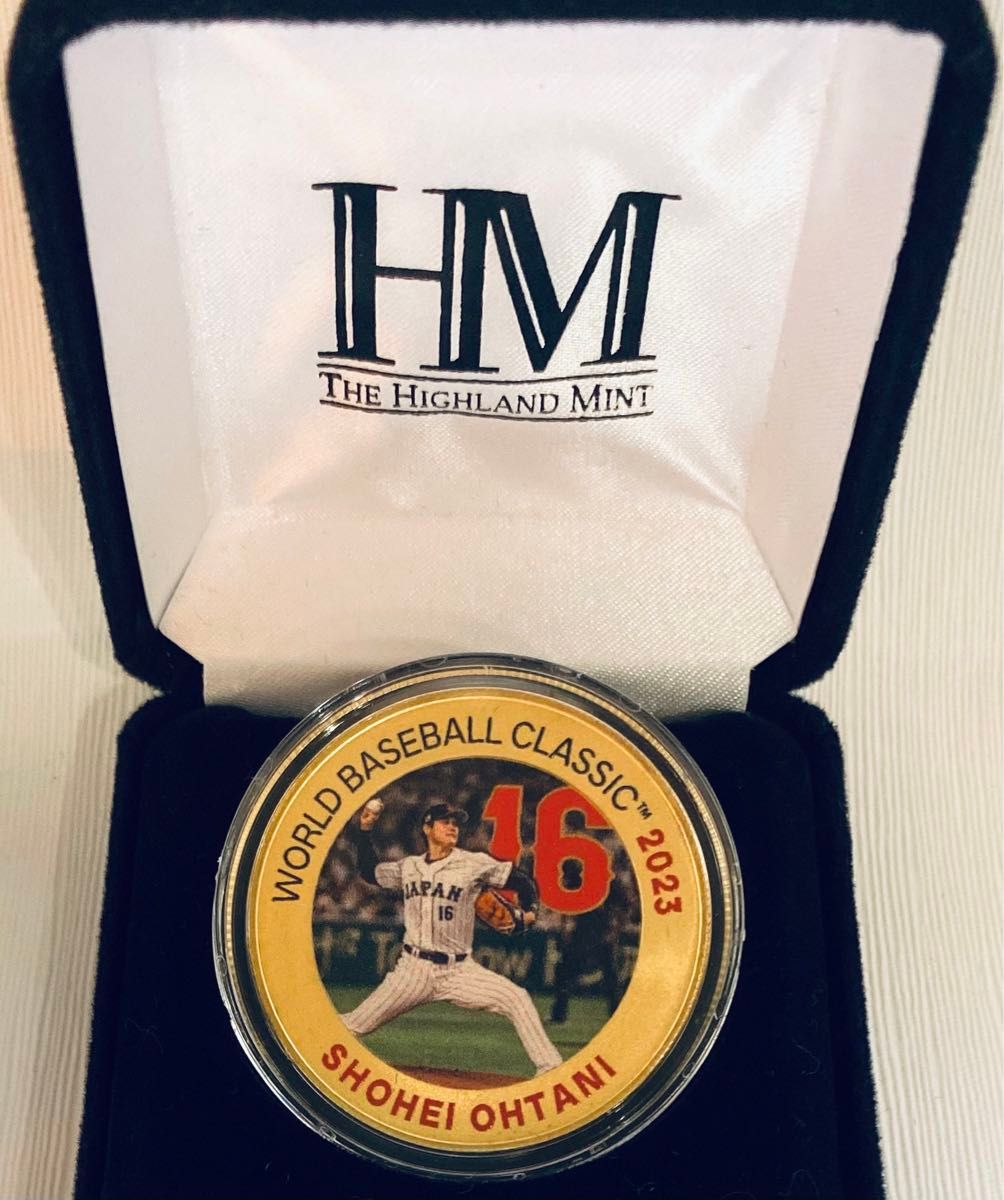 HM
THE HIGHLAND MINT
WORLD BASEBALL CLASSIC™ 2023
16
JAPAN
16
SHOHEI OHTANI